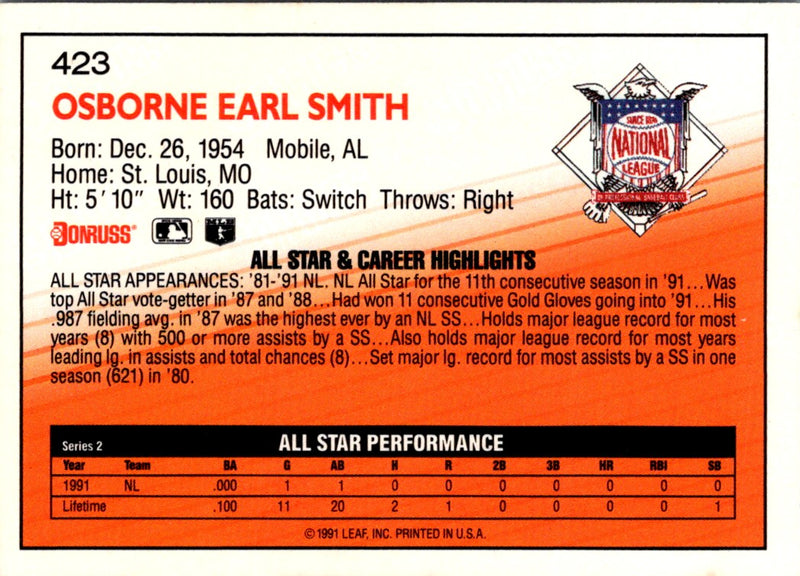 423
OSBORNE EARL SMITH
Born: Dec. 26, 1954 Mobile, AL
Home: St. Louis, MO
Ht: 5' 10" Wt: 160 Bats: Switch Throws: Right
SINCE 1876
NATIONAL
LEAGUE
OF PROFESSIONAL BASEBALL CLUBS
DONRUSS
ALL STAR & CAREER HIGHLIGHTS
ALL STAR APPEARANCES: '81-'91 NL. NL All Star for the 11th consecutive season in '91...Was
top All Star vote-getter in '87 and '88...Had won 11 consecutive Gold Gloves going into '91...His
.987 fielding avg. in '87 was the highest ever by an NL SS...Holds major league record for most
years (8) with 500 or more assists by a SS...Also holds major league record for most years
leading lg. in assists and total chances (8)...Set major lg. record for most assists by a SS in one
season (621) in '80.
Series 2 ALL STAR PERFORMANCE
Year Team BA G AB H R 2B 3B HR RBI SB
1991 NL .000 1 1 0 0 0 0 0 0 0
Lifetime .100 11 20 2 1 0 0 0 0 1
© 1991 LEAF, INC. PRINTED IN U.S.A.